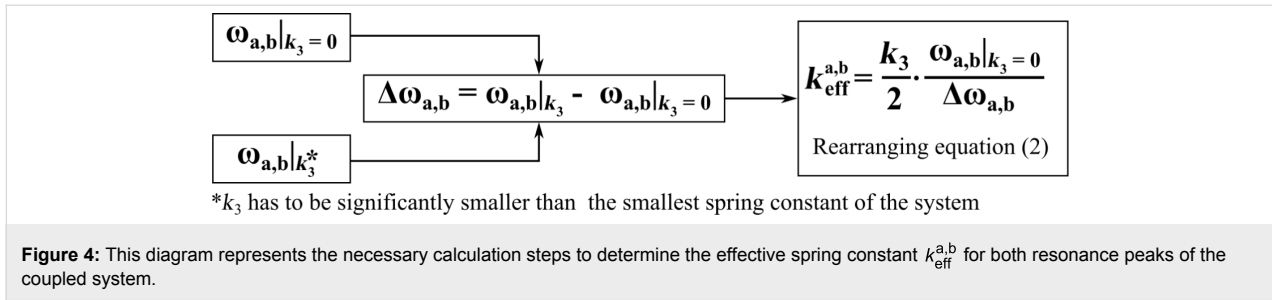 ω_{a,b}|_{k_3 = 0}
Δω_{a,b} = ω_{a,b}|_{k_3} - ω_{a,b}|_{k_3 = 0}
ω_{a,b}|_{k_3^*}
k_{eff}^{a,b} = \frac{k_3}{2} · \frac{ω_{a,b}|_{k_3 = 0}}{Δω_{a,b}}
Rearranging equation (2)
*k_3 has to be significantly smaller than the smallest spring constant of the system
Figure 4: This diagram represents the necessary calculation steps to determine the effective spring constant k_{eff}^{a,b} for both resonance peaks of the
coupled system.